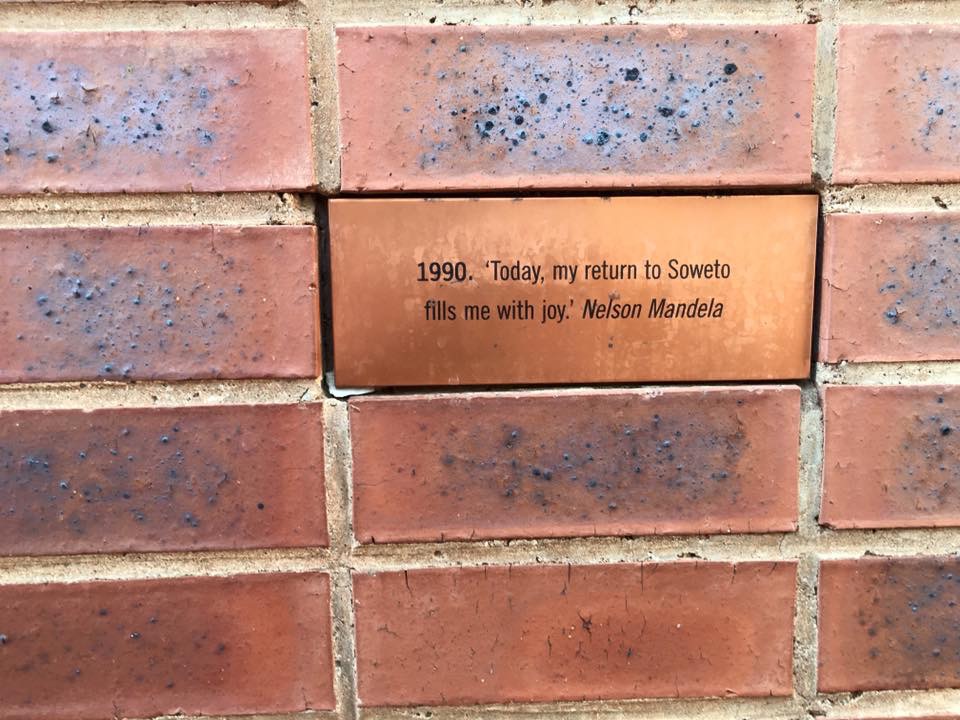 1990. ‘Today, my return to Soweto
fills me with joy.’ Nelson Mandela